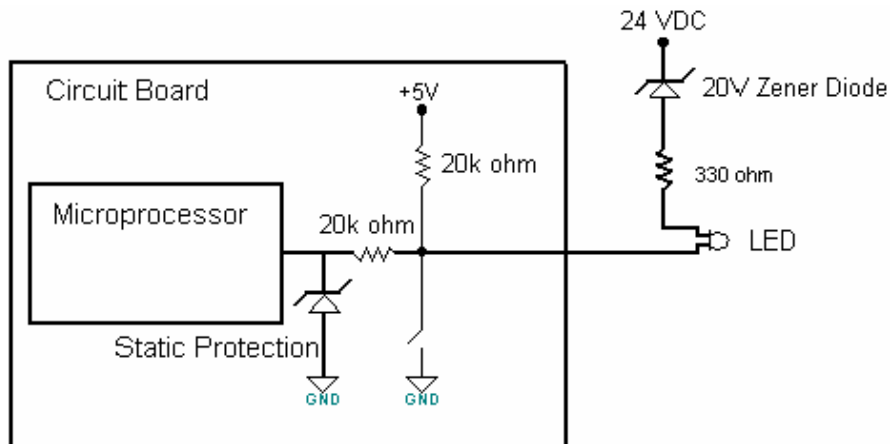 24 VDC
Circuit Board
+5V
20V Zener Diode
20k ohm
330 ohm
Microprocessor
20k ohm
LED
Static Protection
GND
GND